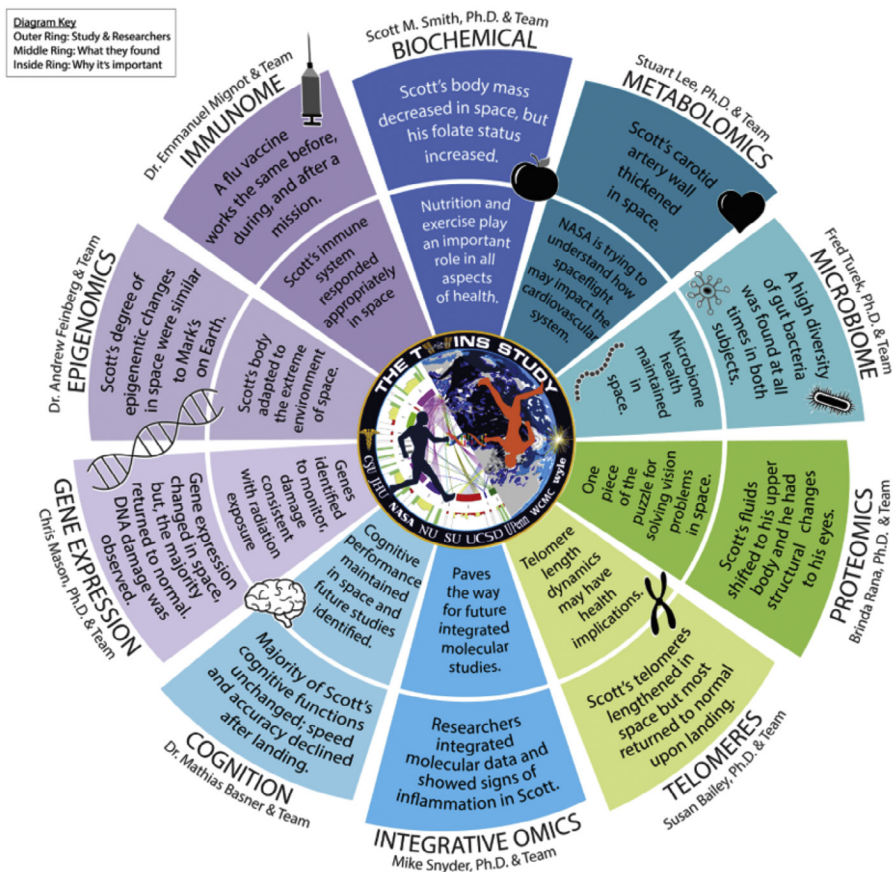 Diagram Key
Outer Ring: Study & Researchers
Middle Ring: What they found
Inside Ring: Why it's important
Scott M. Smith, Ph.D. & Team
BIOCHEMICAL
Scott's body mass
decreased in space, but
his folate status
increased.
Nutrition and
exercise play
an important
role in all
aspects
of health.
Stuart Lee, Ph.D. & Team
METABOLOMICS
Scott's carotid
artery wall
thickened
in space.
NASA is trying to
understand how
spaceflight
may impact the
cardiovascular
system.
Fred Turek, Ph.D. & Team
MICROBIOME
A high diversity
of gut bacteria
was found at all
times in both
subjects.
Microbiome
health
maintained
in
space.
PROTEOMICS
Brinda Rana, Ph.D. & Team
Scott's fluids
shifted to his upper
body and he had
structural changes
to his eyes.
One
piece
of the
puzzle for
solving vision
problems
in space.
TELOMERES
Susan Bailey, Ph.D. & Team
Scott's telomeres
lengthened in
space but most
returned to normal
upon landing.
Telomere
length
dynamics
may have
health
implications.
INTEGRATIVE OMICS
Mike Snyder, Ph.D. & Team
Researchers
integrated
molecular data and
showed signs of
inflammation in Scott.
Paves
the way
for future
integrated
molecular
studies.
COGNITION
Dr. Mathias Basner & Team
Majority of Scott's
cognitive functions
unchanged; speed
and accuracy declined
after landing.
Cognitive
performance
maintained
in space and
future studies
identified.
GENE EXPRESSION
Chris Mason, Ph.D. & Team
Gene expression
changed in space,
but, the majority
returned to normal.
DNA damage was
observed.
Genes
identified
to monitor,
damage
consistent
with radiation
exposure
Dr. Andrew Feinberg & Team
EPIGENOMICS
Scott's degree of
epigenentic changes
in space were similar
to Mark's
on Earth.
Scott's body
adapted to
the extreme
environment
of space.
Dr. Emmanuel Mignot & Team
IMMUNOME
A flu vaccine
works the same before,
during, and after a
mission.
Scott's immune
system
responded
appropriately
in space
THE TWINS STUDY
CSU JHU NASA NU SU UCSD UPenn WCMC wyle